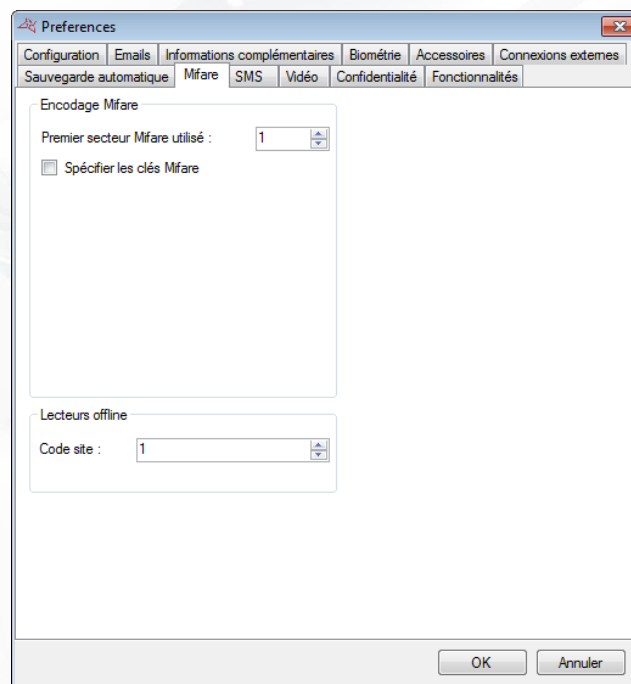 Preferences
Configuration Emails Informations complémentaires Biométrie Accessoires Connexions externes
Sauvegarde automatique Mifare SMS Vidéo Confidentialité Fonctionnalités
Encodage Mifare
Premier secteur Mifare utilisé : 1
Spécifier les clés Mifare
Lecteurs offline
Code site : 1
OK Annuler